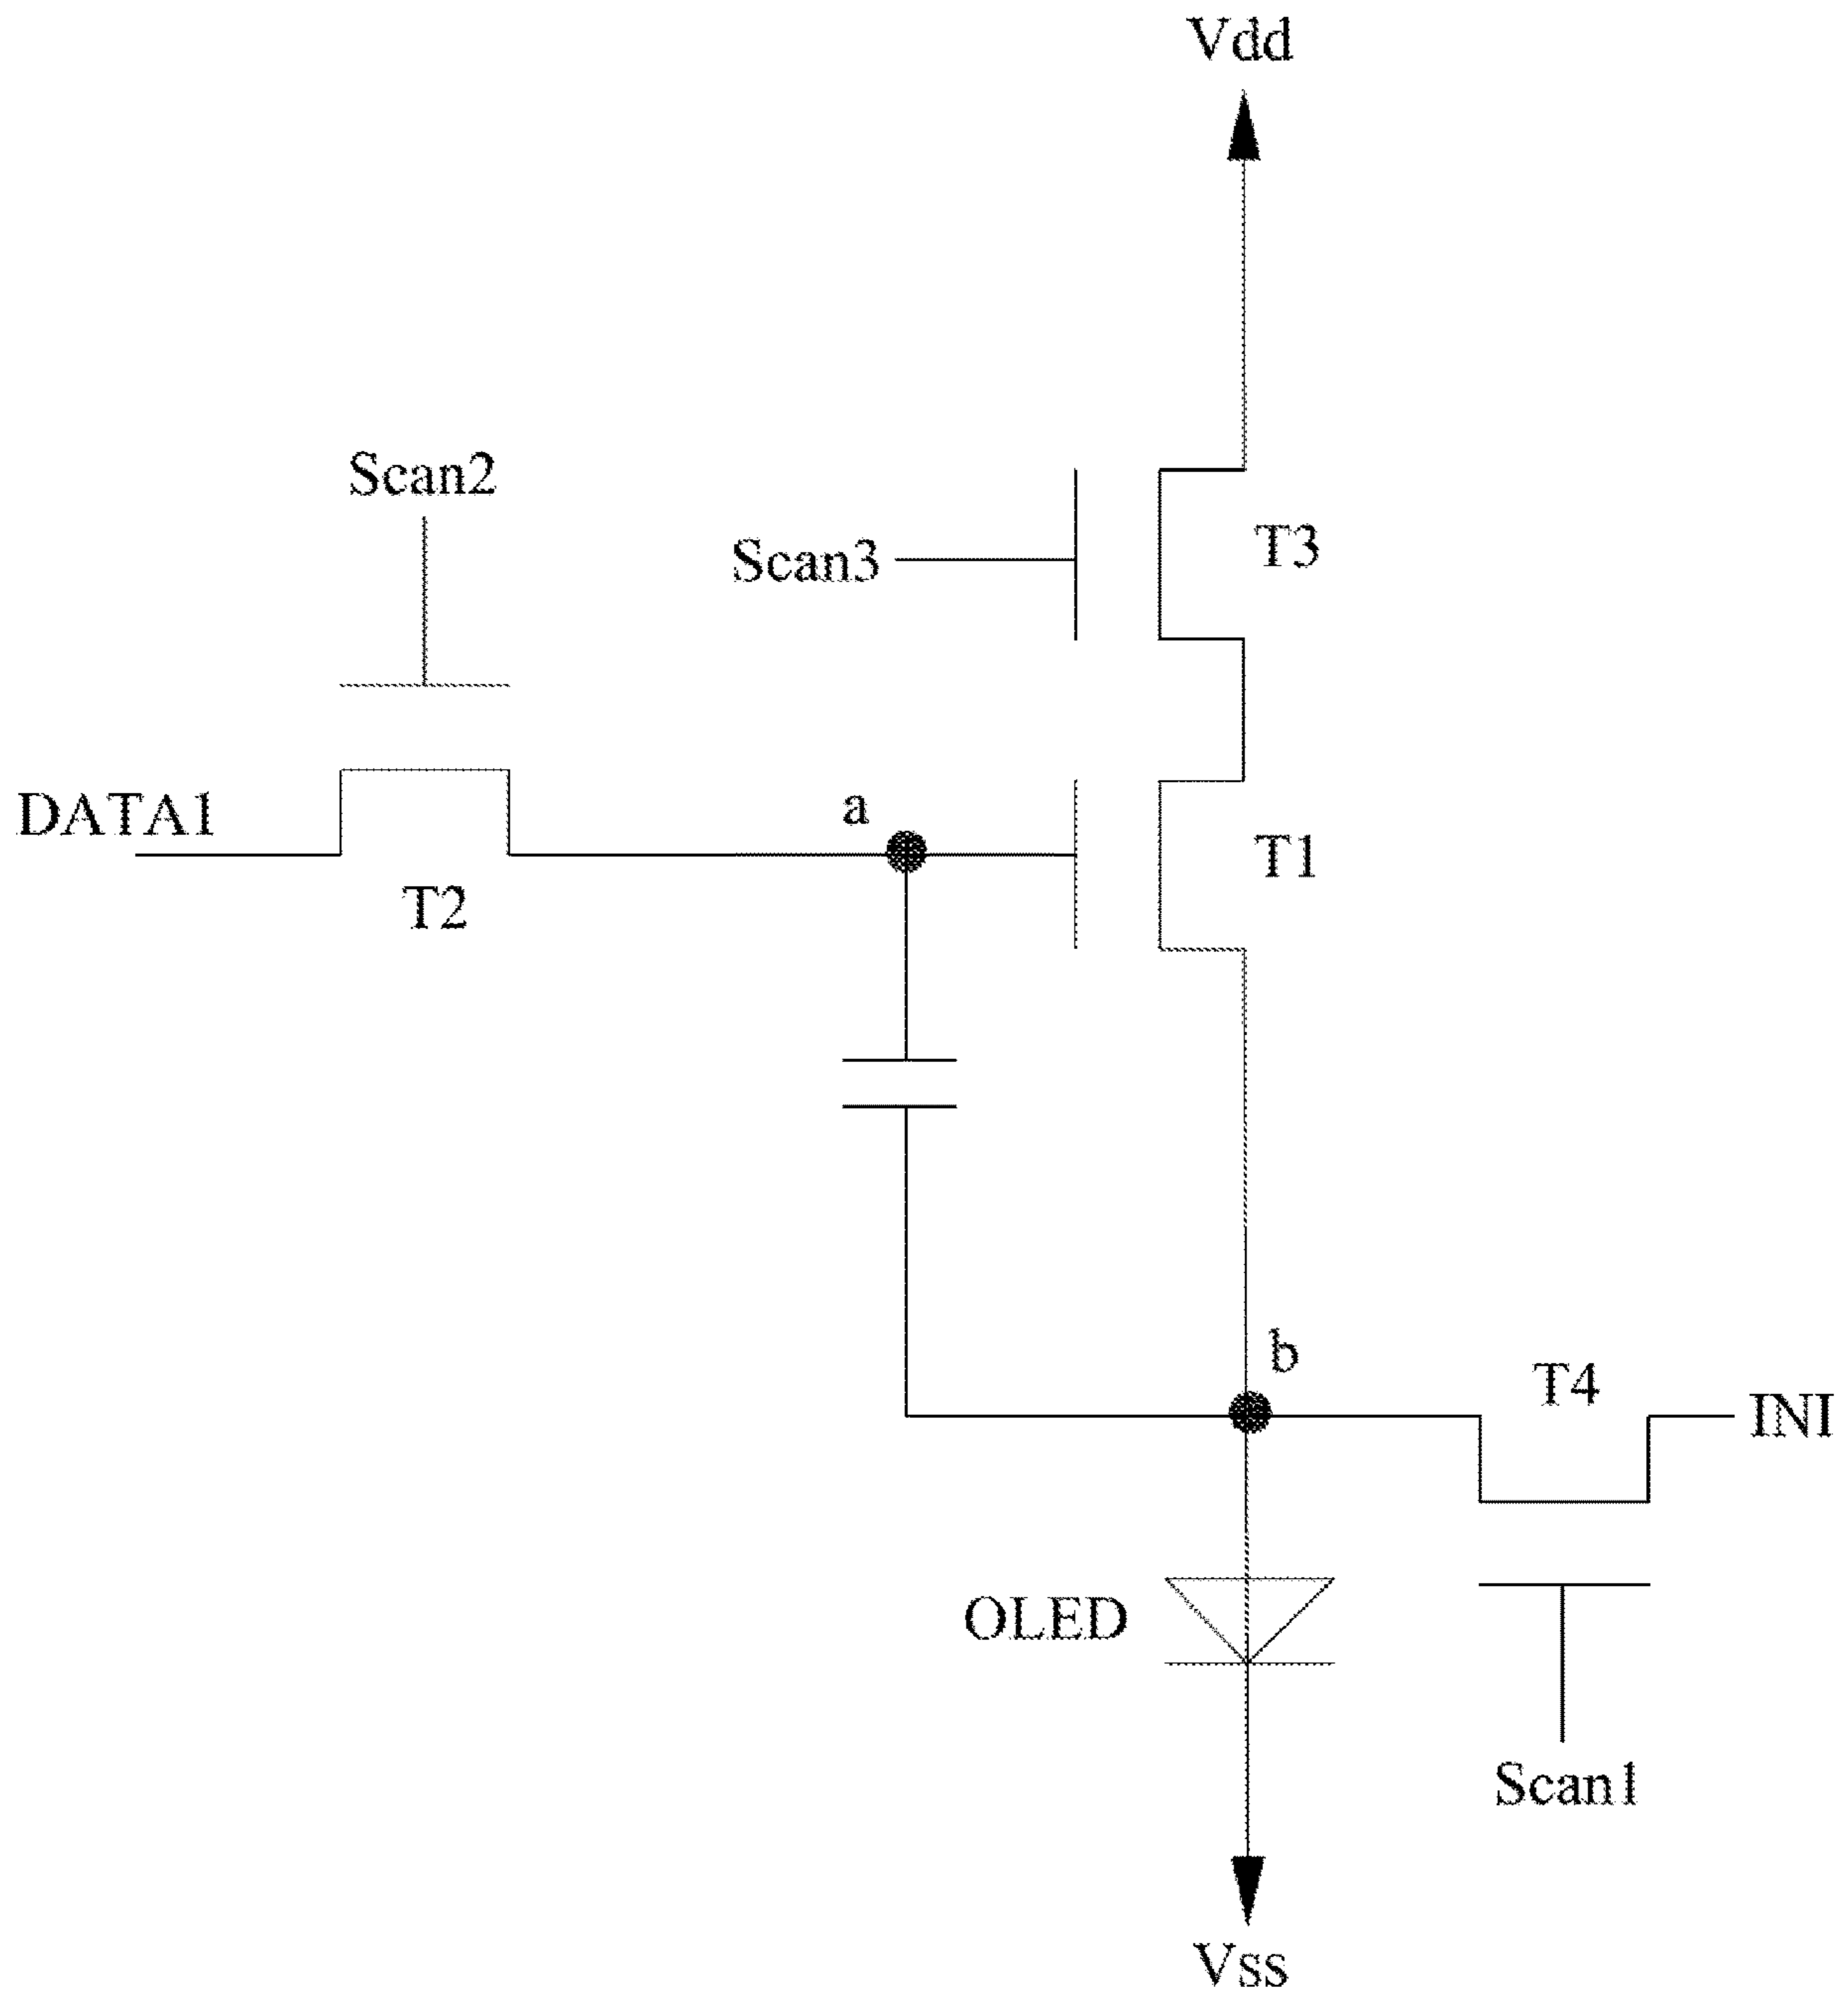 Vdd
Scan2
Scan3
T3
DATA1
a
T1
T2
b
T4
INI
OLED
Scan1
Vss